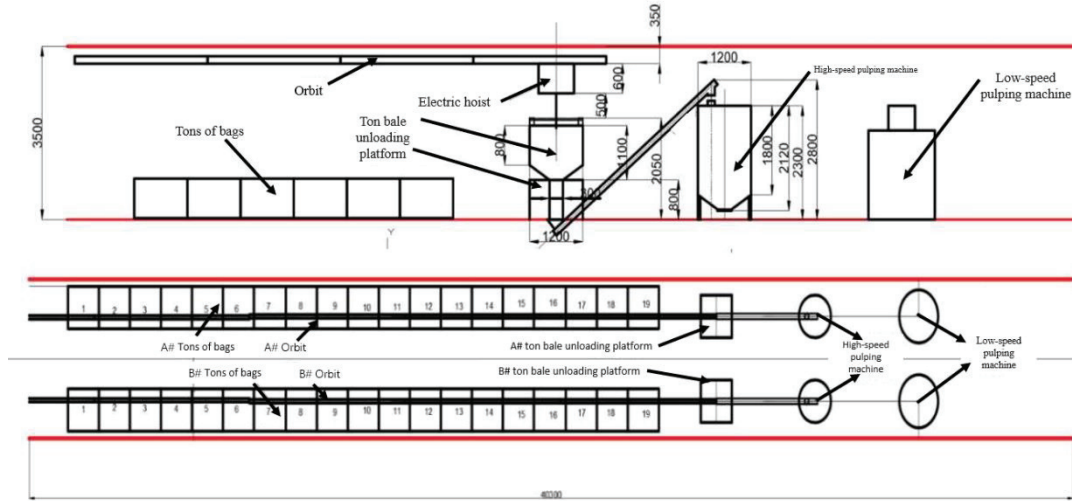 350
1200
High-speed pulping machine
Low-speed
pulping machine
Orbit
600
Electric hoist
500
3500
Tons of bags
Ton bale
unloading
platform
800
1100
2050
800
1800
2120
2300
2800
1200
Y
1 2 3 4 5 6 7 8 9 10 11 12 13 14 15 16 17 18 19
A# Tons of bags
A# Orbit
A# ton bale unloading platform
High-speed
pulping
machine
Low-speed
pulping
machine
B# Tons of bags
B# Orbit
B# ton bale unloading platform
1 2 3 4 5 6 7 8 9 10 11 12 13 14 15 16 17 18 19
40300